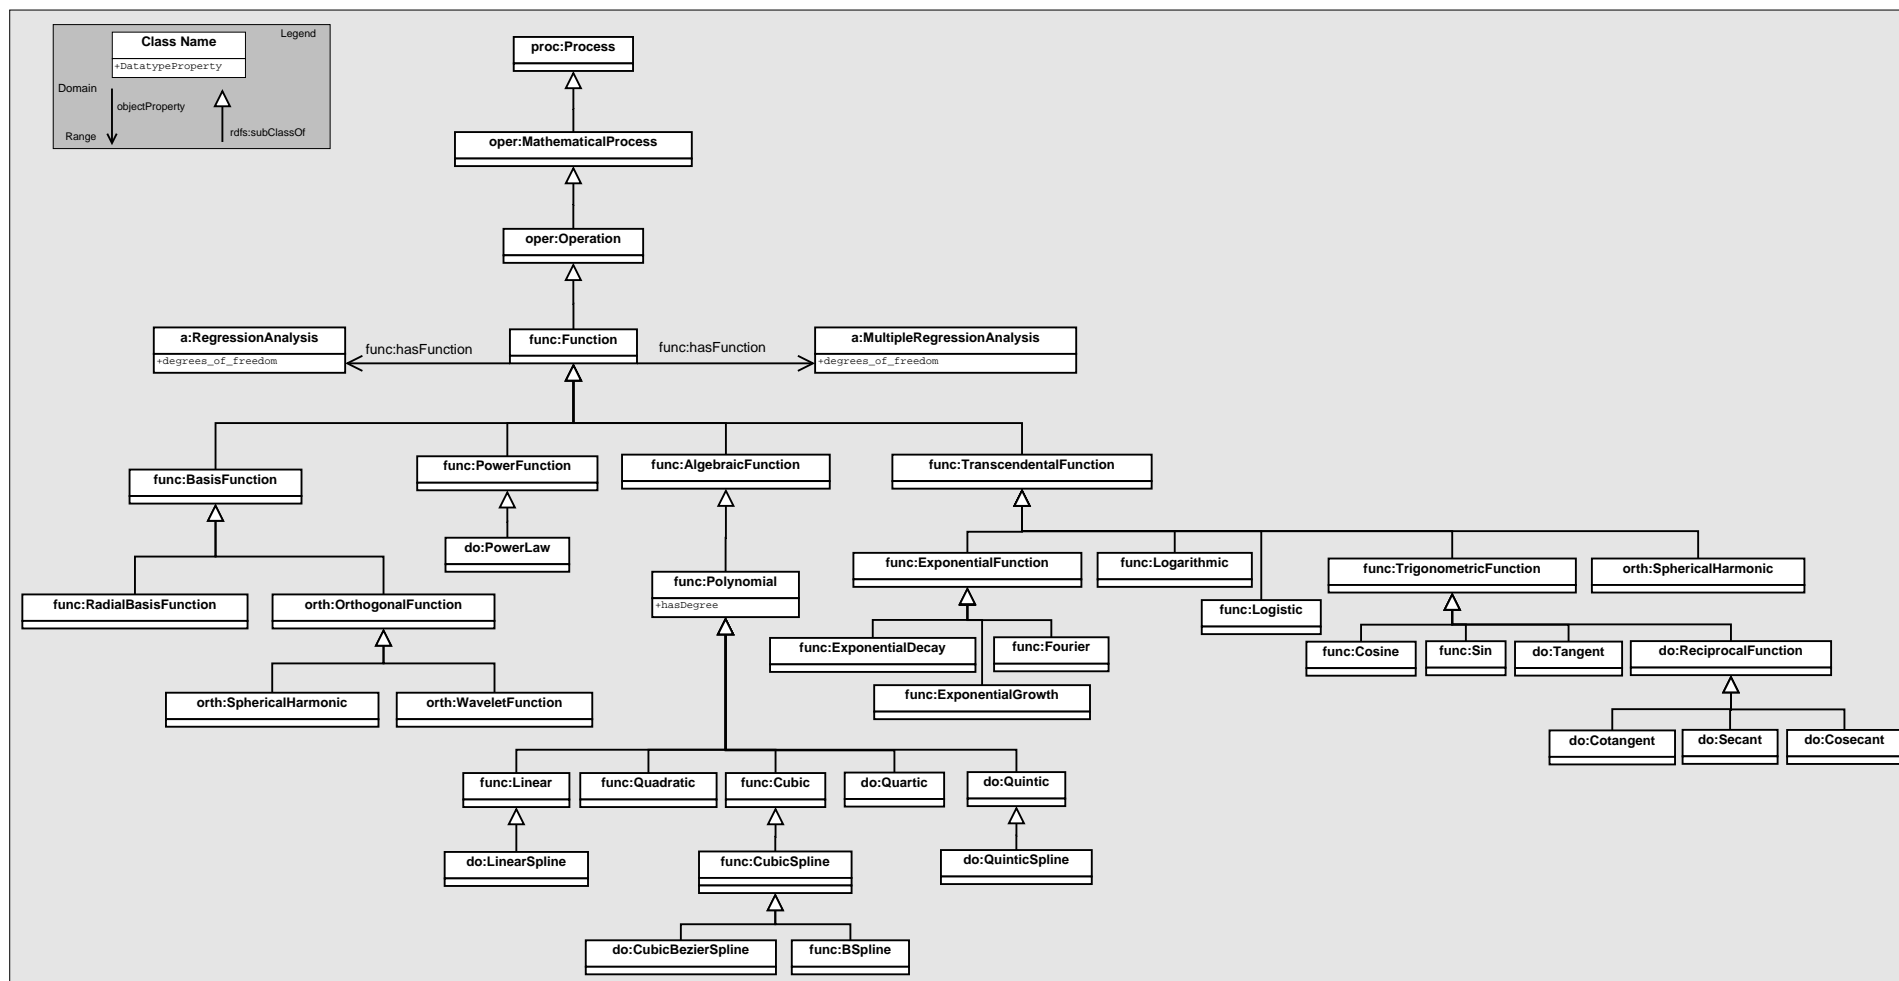 Legend
Class Name
+DatatypeProperty
Domain
objectProperty
Range
rdfs:subClassOf
proc:Process
oper:MathematicalProcess
oper:Operation
a:RegressionAnalysis
+degrees_of_freedom
func:hasFunction
func:Function
func:hasFunction
a:MultipleRegressionAnalysis
+degrees_of_freedom
func:BasisFunction
func:PowerFunction
func:AlgebraicFunction
func:TranscendentalFunction
do:PowerLaw
func:Polynomial
+hasDegree
func:ExponentialFunction
func:Logarithmic
func:Logistic
func:TrigonometricFunction
orth:SphericalHarmonic
func:RadialBasisFunction
orth:OrthogonalFunction
func:ExponentialDecay
func:Fourier
func:ExponentialGrowth
func:Cosine
func:Sin
do:Tangent
do:ReciprocalFunction
orth:SphericalHarmonic
orth:WaveletFunction
do:Cotangent
do:Secant
do:Cosecant
func:Linear
func:Quadratic
func:Cubic
do:Quartic
do:Quintic
do:LinearSpline
func:CubicSpline
do:QuinticSpline
do:CubicBezierSpline
func:BSpline